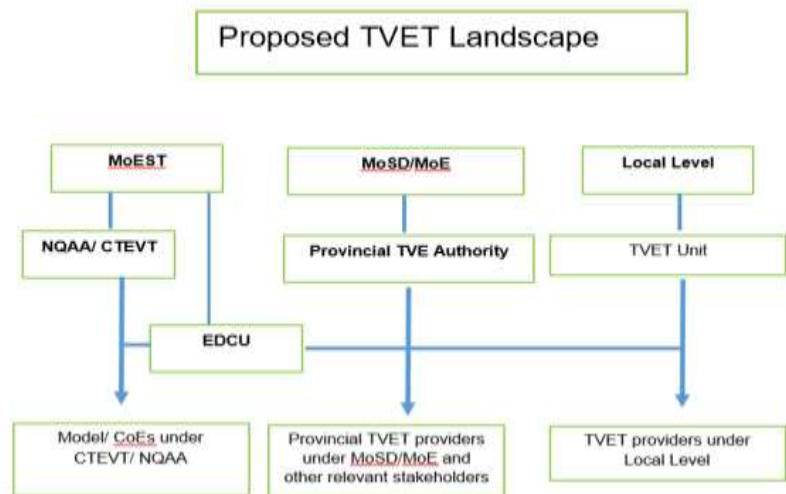 Proposed TVET Landscape
MoEST
MoSD/MoE
Local Level
NQAA/ CTEVT
Provincial TVE Authority
TVET Unit
EDCU
Model/ CoEs under
CTEVT/ NQAA
Provincial TVET providers
under MoSD/MoE and
other relevant stakeholders
TVET providers under
Local Level